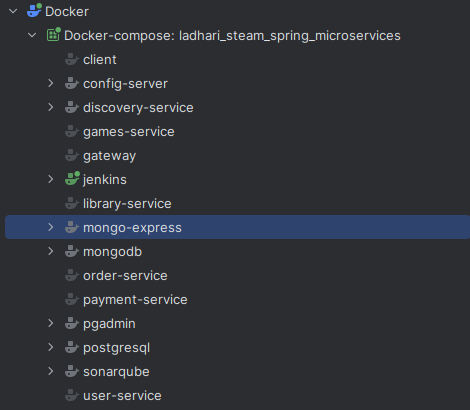 Docker
Docker-compose: ladhari_steam_spring_microservices
client
config-server
discovery-service
games-service
gateway
jenkins
library-service
mongo-express
mongodb
order-service
payment-service
pgadmin
postgresql
sonarqube
user-service